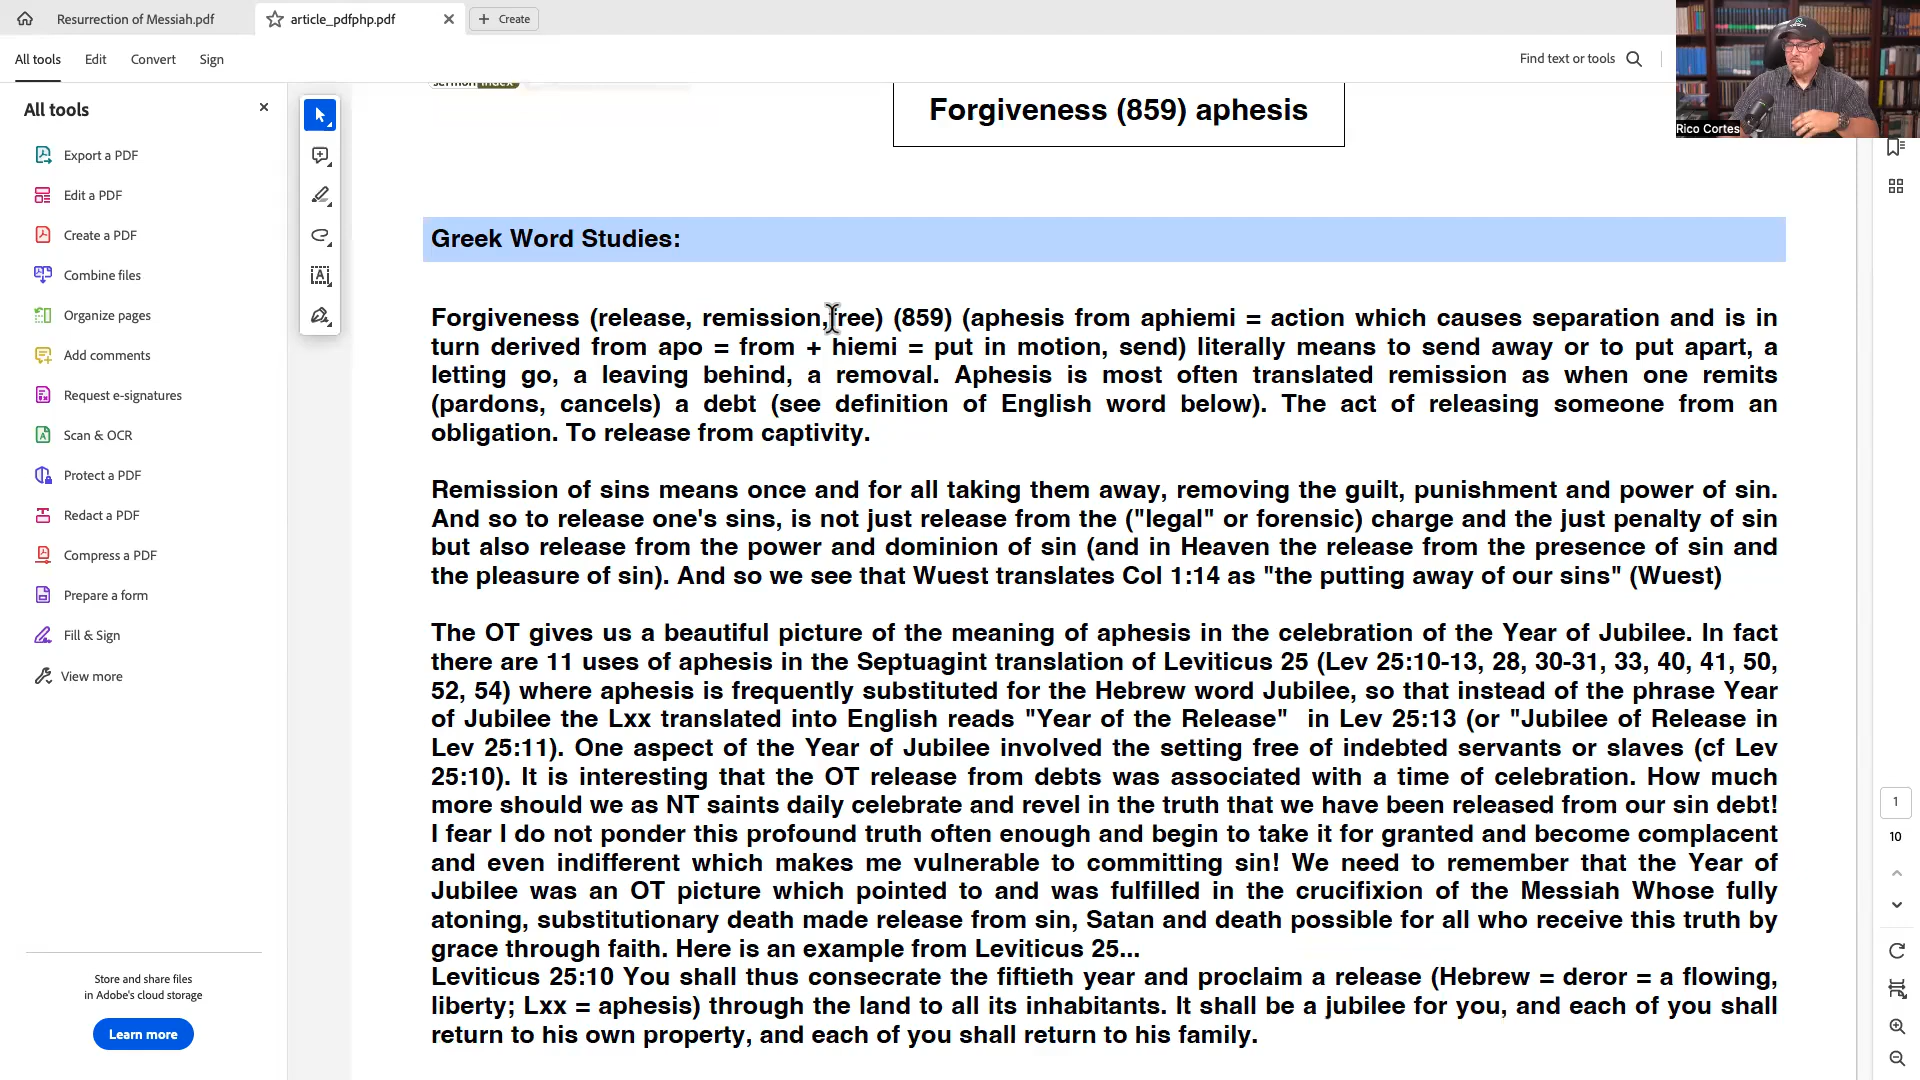 Resurrection of Messiah.pdf
article_pdfphp.pdf
Create
All tools
Edit
Convert
Sign
Find text or tools
Rico Cortes
All tools
Export a PDF
Edit a PDF
Create a PDF
Combine files
Organize pages
Add comments
Request e-signatures
Scan & OCR
Protect a PDF
Redact a PDF
Compress a PDF
Prepare a form
Fill & Sign
View more
Store and share files
in Adobe's cloud storage
Learn more
Forgiveness (859) aphesis
Greek Word Studies:
Forgiveness (release, remission, free) (859) (aphesis from aphiemi = action which causes separation and is in
turn derived from apo = from + hiemi = put in motion, send) literally means to send away or to put apart, a
letting go, a leaving behind, a removal. Aphesis is most often translated remission as when one remits
(pardons, cancels) a debt (see definition of English word below). The act of releasing someone from an
obligation. To release from captivity.
Remission of sins means once and for all taking them away, removing the guilt, punishment and power of sin.
And so to release one's sins, is not just release from the ("legal" or forensic) charge and the just penalty of sin
but also release from the power and dominion of sin (and in Heaven the release from the presence of sin and
the pleasure of sin). And so we see that Wuest translates Col 1:14 as "the putting away of our sins" (Wuest)
The OT gives us a beautiful picture of the meaning of aphesis in the celebration of the Year of Jubilee. In fact
there are 11 uses of aphesis in the Septuagint translation of Leviticus 25 (Lev 25:10-13, 28, 30-31, 33, 40, 41, 50,
52, 54) where aphesis is frequently substituted for the Hebrew word Jubilee, so that instead of the phrase Year
of Jubilee the Lxx translated into English reads "Year of the Release" in Lev 25:13 (or "Jubilee of Release in
Lev 25:11). One aspect of the Year of Jubilee involved the setting free of indebted servants or slaves (cf Lev
25:10). It is interesting that the OT release from debts was associated with a time of celebration. How much
more should we as NT saints daily celebrate and revel in the truth that we have been released from our sin debt!
I fear I do not ponder this profound truth often enough and begin to take it for granted and become complacent
and even indifferent which makes me vulnerable to committing sin! We need to remember that the Year of
Jubilee was an OT picture which pointed to and was fulfilled in the crucifixion of the Messiah Whose fully
atoning, substitutionary death made release from sin, Satan and death possible for all who receive this truth by
grace through faith. Here is an example from Leviticus 25...
Leviticus 25:10 You shall thus consecrate the fiftieth year and proclaim a release (Hebrew = deror = a flowing,
liberty; Lxx = aphesis) through the land to all its inhabitants. It shall be a jubilee for you, and each of you shall
return to his own property, and each of you shall return to his family.
1
10